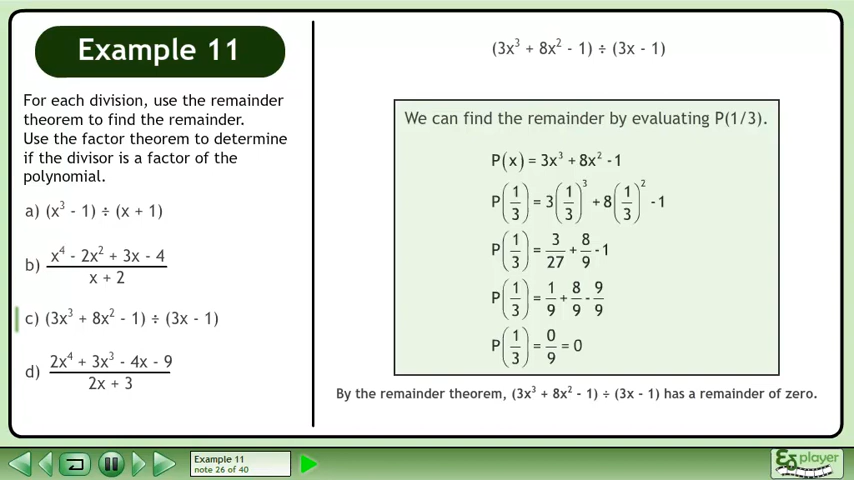 Example 11
For each division, use the remainder
theorem to find the remainder.
Use the factor theorem to determine
if the divisor is a factor of the
polynomial.
a) (x³ - 1) ÷ (x + 1)
b) x⁴ - 2x² + 3x - 4
x + 2
c) (3x³ + 8x² - 1) ÷ (3x - 1)
d) 2x⁴ + 3x³ - 4x - 9
2x + 3
(3x³ + 8x² - 1) ÷ (3x - 1)
We can find the remainder by evaluating P(1/3).
P(x) = 3x³ + 8x² - 1
P(1/3) = 3(1/3)³ + 8(1/3)² - 1
P(1/3) = 3/27 + 8/9 - 1
P(1/3) = 1/9 + 8/9 - 9/9
P(1/3) = 0/9 = 0
By the remainder theorem, (3x³ + 8x² - 1) ÷ (3x - 1) has a remainder of zero.
Example 11
note 26 of 40
EQ player